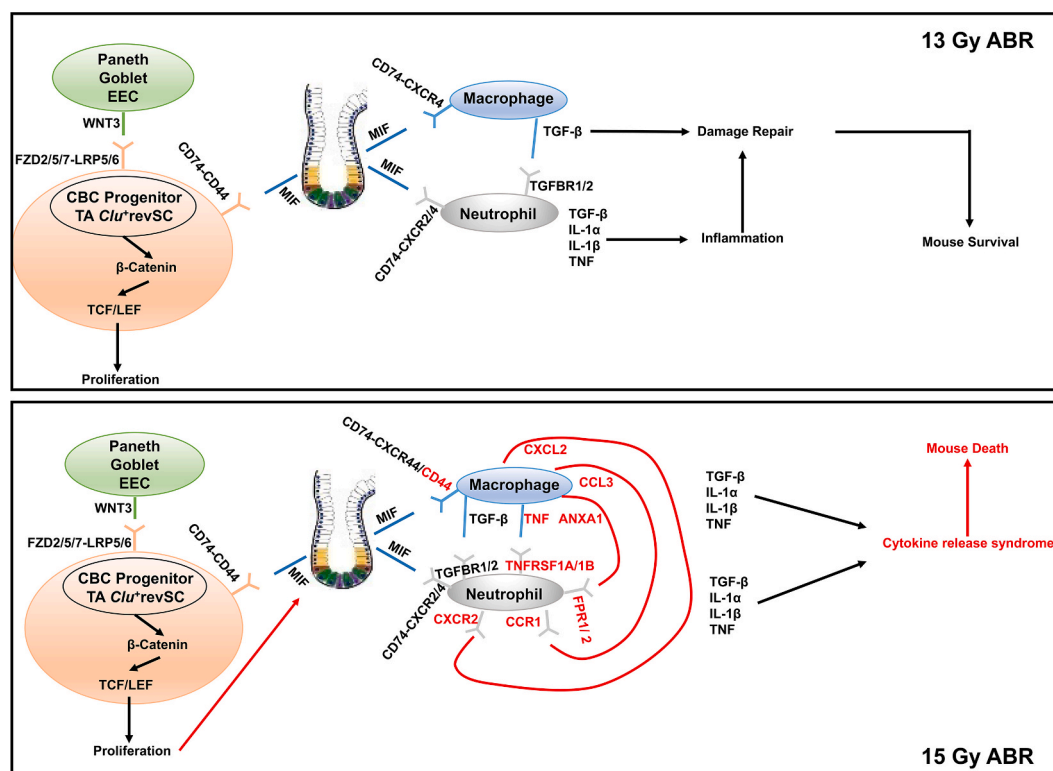 13 Gy ABR
Paneth
Goblet
EEC
WNT3
FZD2/5/7-LRP5/6
CD74-CD44
CBC Progenitor
TA Clu⁺revSC
β-Catenin
TCF/LEF
Proliferation
MIF
MIF
MIF
CD74-CXCR4
Macrophage
TGF-β
TGFBR1/2
Neutrophil
CD74-CXCR2/4
TGF-β
IL-1α
IL-1β
TNF
Damage Repair
Inflammation
Mouse Survival
Paneth
Goblet
EEC
WNT3
FZD2/5/7-LRP5/6
CD74-CD44
CBC Progenitor
TA Clu⁺revSC
β-Catenin
TCF/LEF
Proliferation
MIF
MIF
MIF
CD74-CXCR44/CD44
CXCL2
Macrophage
CCL3
TGF-β
TNF
ANXA1
TGFBR1/2
TNFRSF1A/1B
Neutrophil
CD74-CXCR2/4
CXCR2
CCR1
FPR1/ 2
TGF-β
IL-1α
IL-1β
TNF
TGF-β
IL-1α
IL-1β
TNF
Mouse Death
Cytokine release syndrome
15 Gy ABR